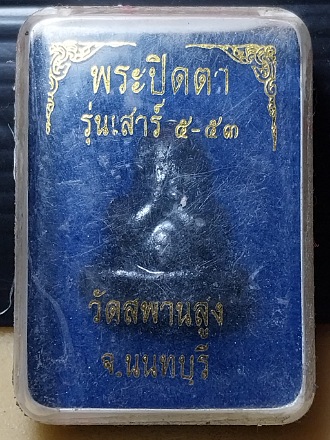 พระปิดตา
รุ่นเสาร์ ๕-๕๓
วัดสพานสูง
จ.นนทบุรี